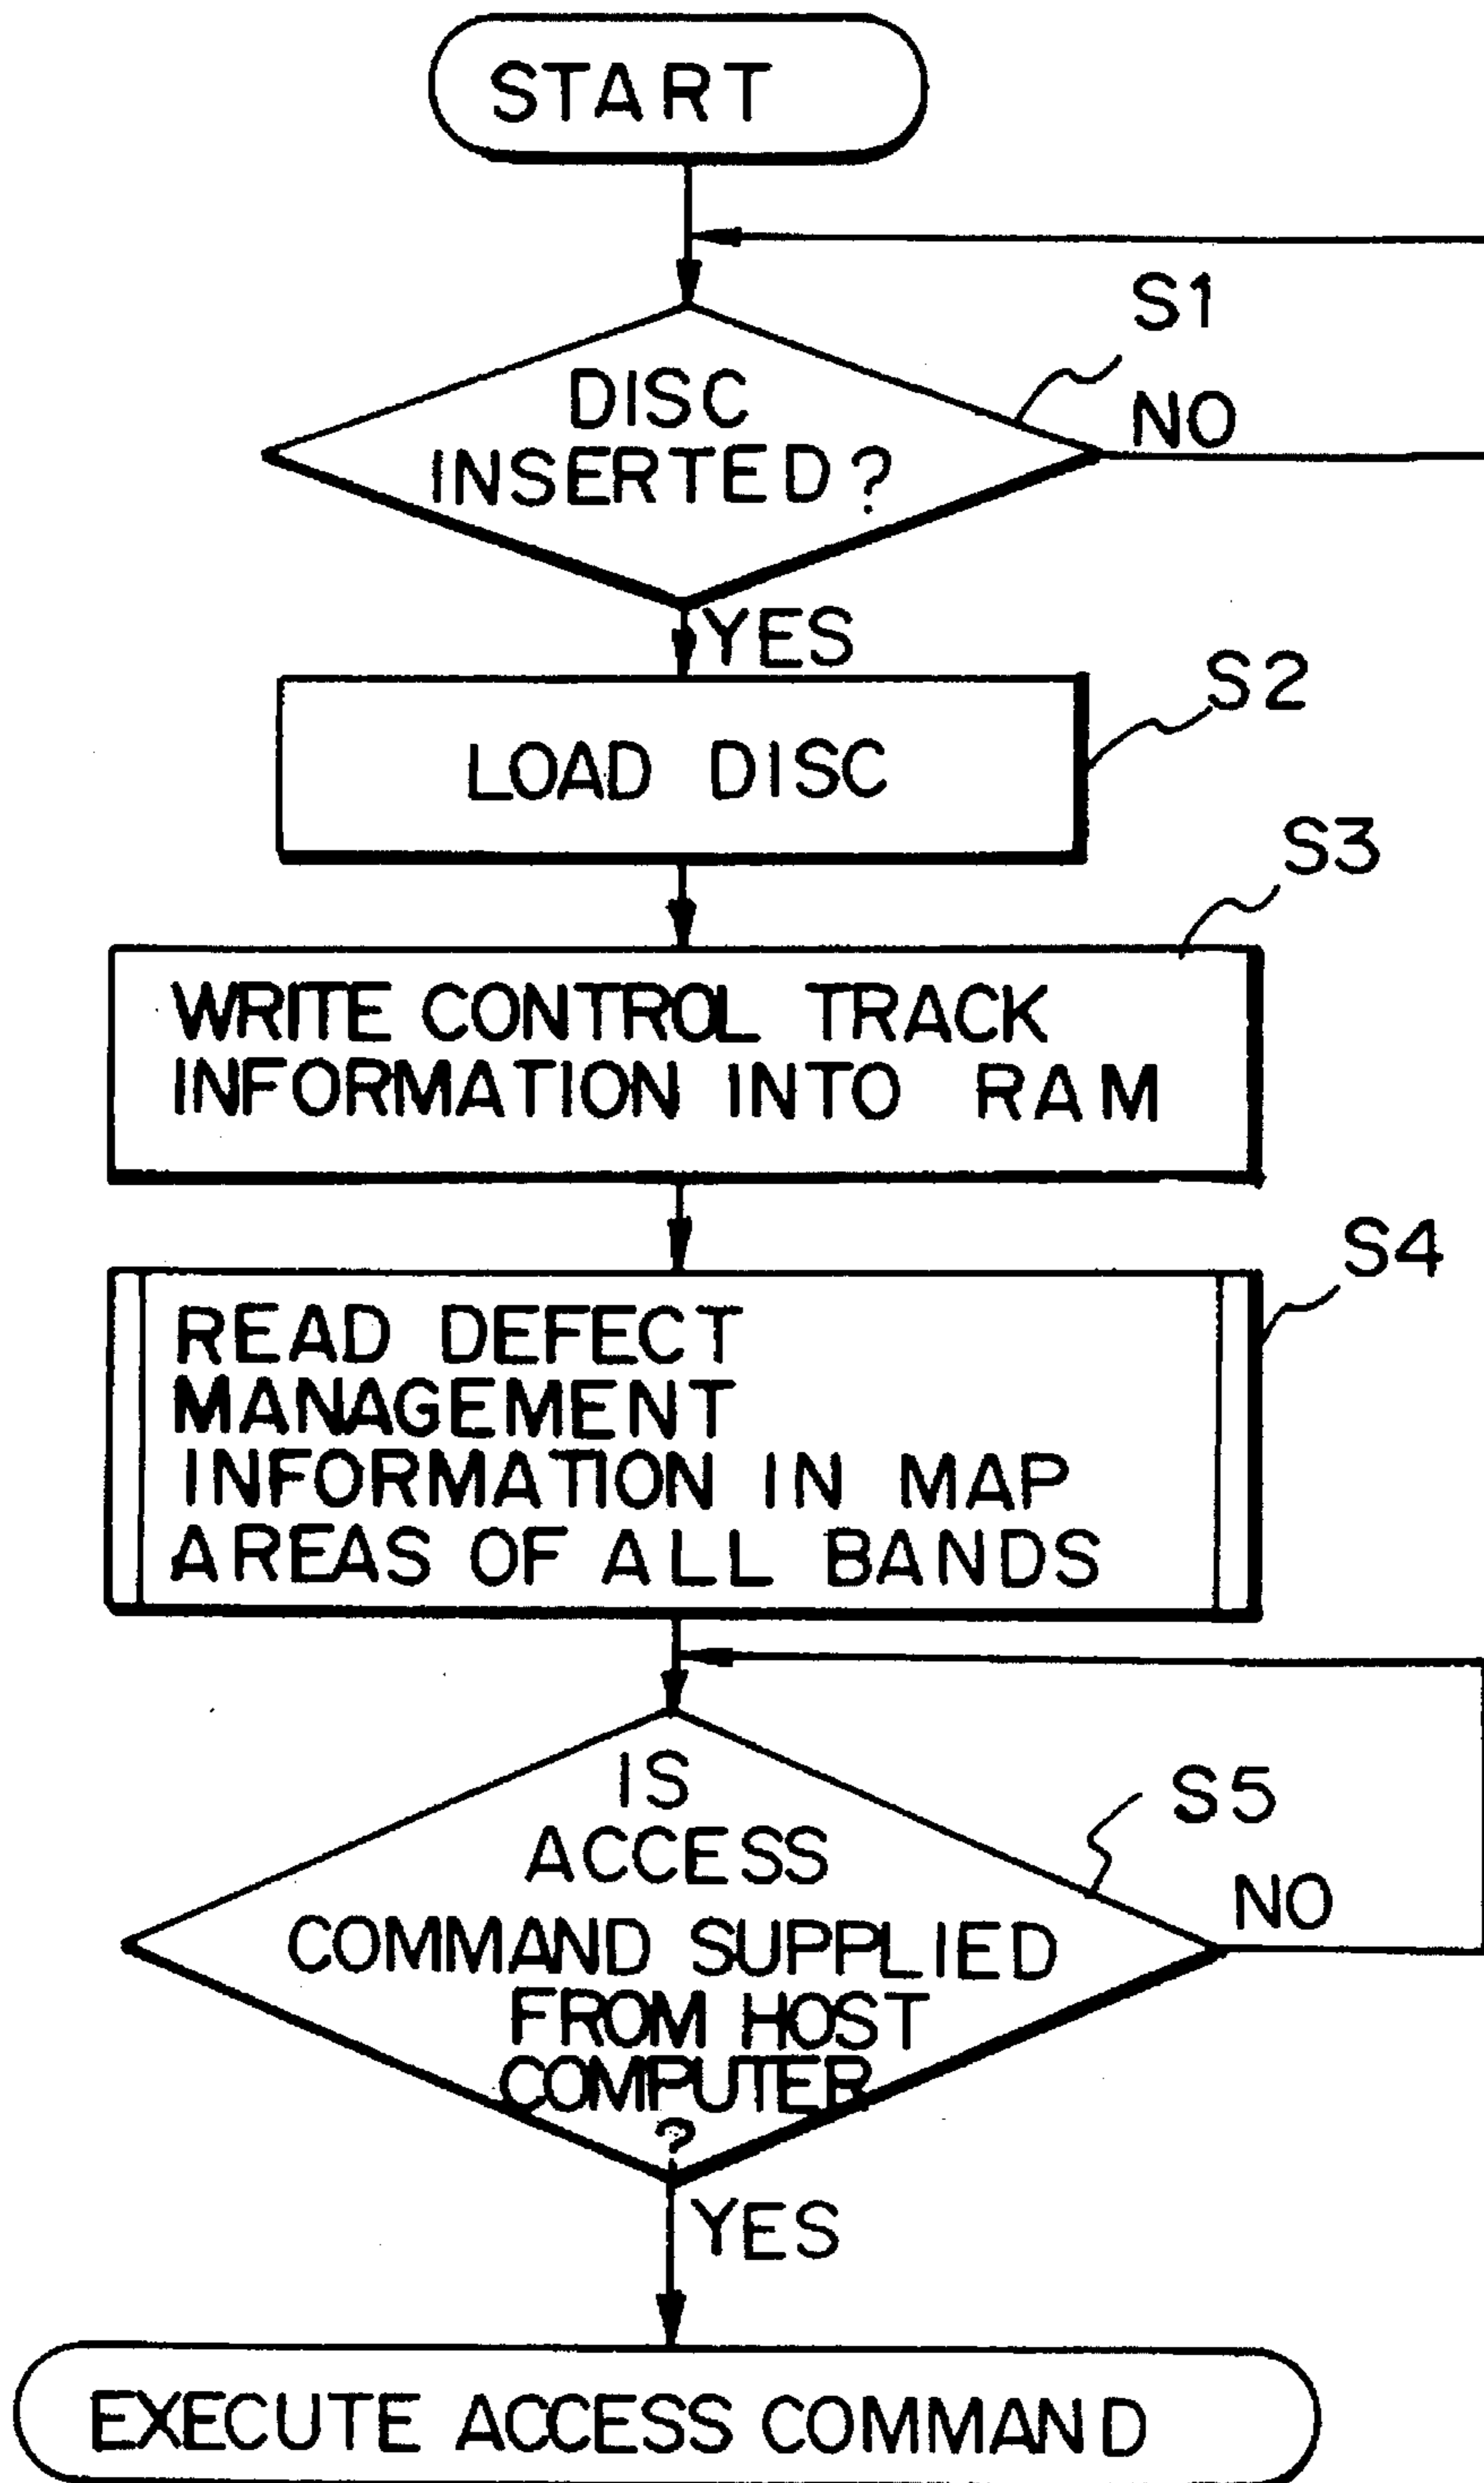 START
S1
DISC
INSERTED?
NO
YES
S2
LOAD DISC
S3
WRITE CONTROL TRACK
INFORMATION INTO RAM
S4
READ DEFECT
MANAGEMENT
INFORMATION IN MAP
AREAS OF ALL BANDS
IS
ACCESS
S5
COMMAND SUPPLIED
NO
FROM HOST
COMPUTER
?
YES
EXECUTE ACCESS COMMAND